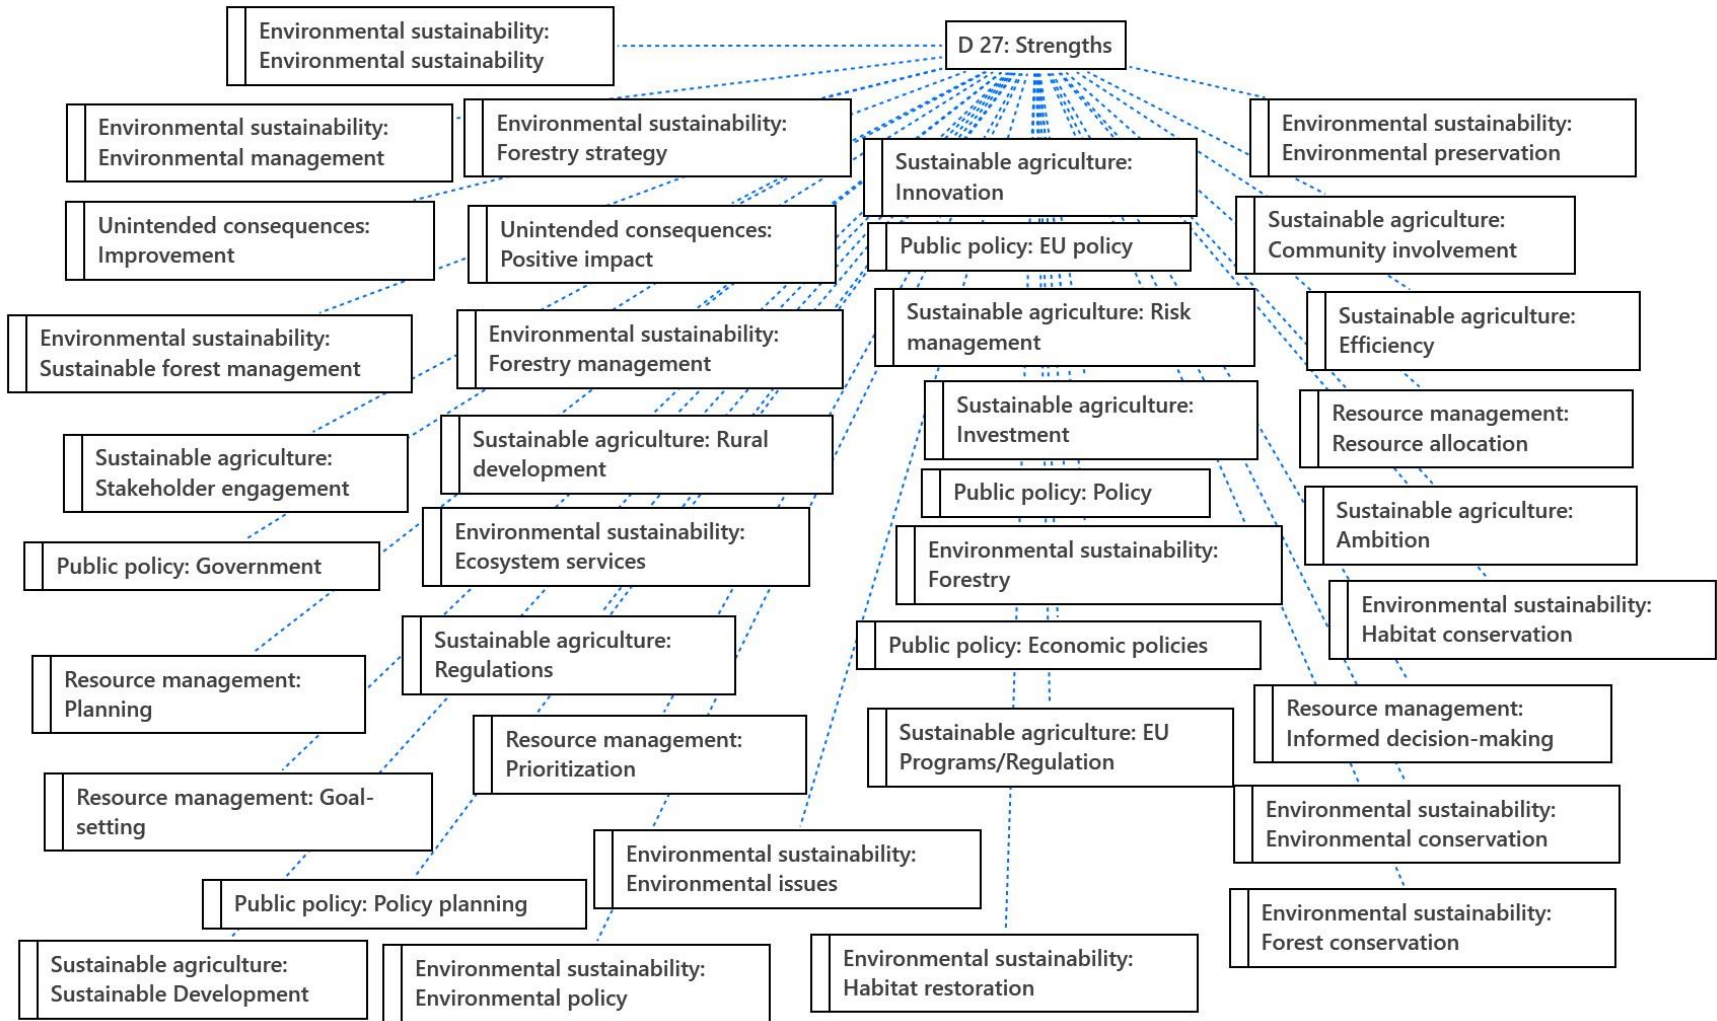 Environmental sustainability:
Environmental sustainability
D 27: Strengths
Environmental sustainability:
Environmental management
Environmental sustainability:
Forestry strategy
Sustainable agriculture:
Innovation
Environmental sustainability:
Environmental preservation
Unintended consequences:
Improvement
Unintended consequences:
Positive impact
Public policy: EU policy
Sustainable agriculture:
Community involvement
Environmental sustainability:
Sustainable forest management
Environmental sustainability:
Forestry management
Sustainable agriculture: Risk
management
Sustainable agriculture:
Efficiency
Sustainable agriculture:
Stakeholder engagement
Sustainable agriculture: Rural
development
Sustainable agriculture:
Investment
Resource management:
Resource allocation
Public policy: Policy
Public policy: Government
Environmental sustainability:
Ecosystem services
Environmental sustainability:
Forestry
Sustainable agriculture:
Ambition
Environmental sustainability:
Habitat conservation
Resource management:
Planning
Sustainable agriculture:
Regulations
Public policy: Economic policies
Resource management:
Informed decision-making
Resource management: Goal-
setting
Resource management:
Prioritization
Sustainable agriculture: EU
Programs/Regulation
Environmental sustainability:
Environmental conservation
Public policy: Policy planning
Environmental sustainability:
Environmental issues
Environmental sustainability:
Forest conservation
Sustainable agriculture:
Sustainable Development
Environmental sustainability:
Environmental policy
Environmental sustainability:
Habitat restoration